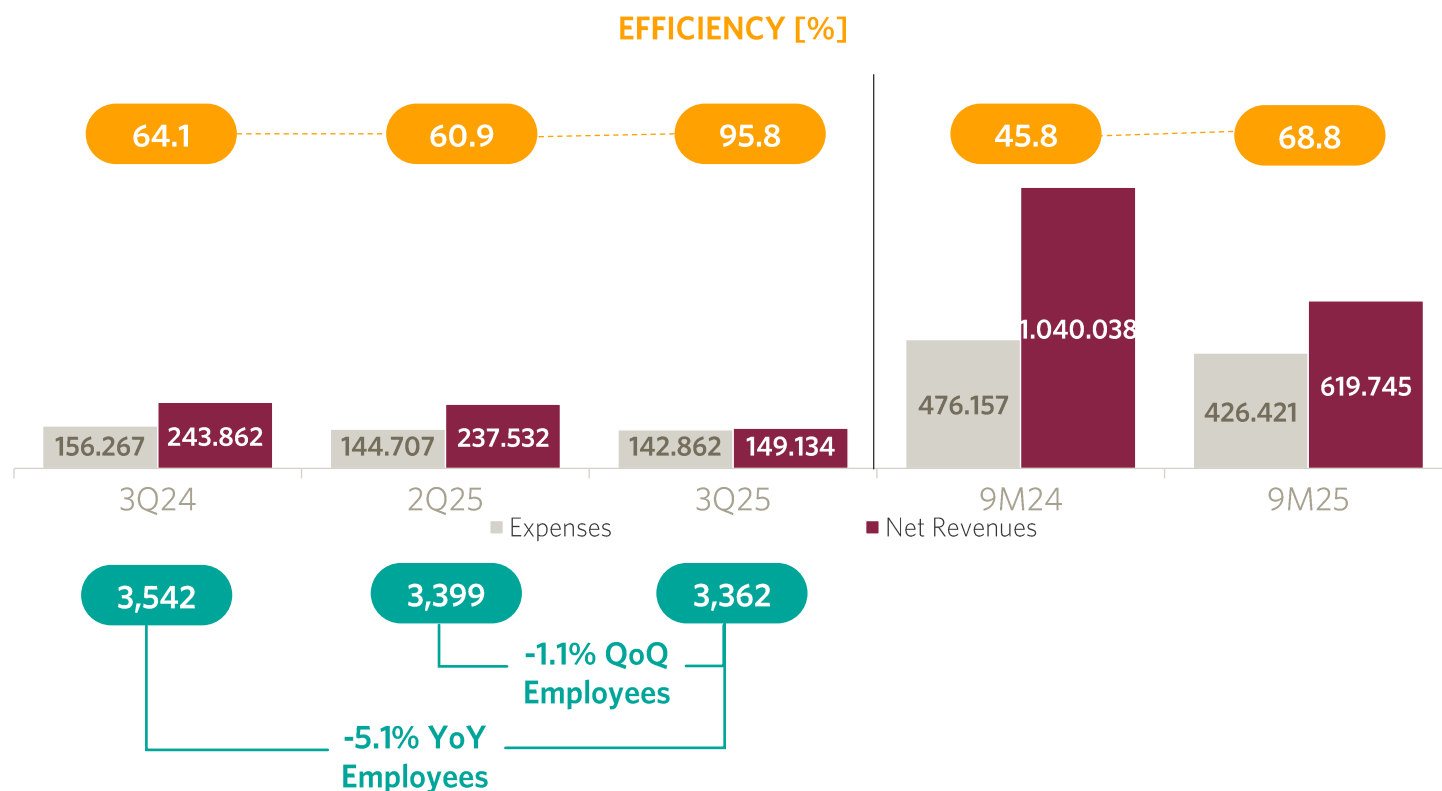 EFFICIENCY [%]
64.1 60.9 95.8 45.8 68.8
156.267 243.862 144.707 237.532 142.862 149.134 476.157 1.040.038 426.421 619.745
3Q24 2Q25 3Q25 9M24 9M25
Expenses Net Revenues
3,542 3,399 3,362
-1.1% QoQ
Employees
-5.1% YoY
Employees